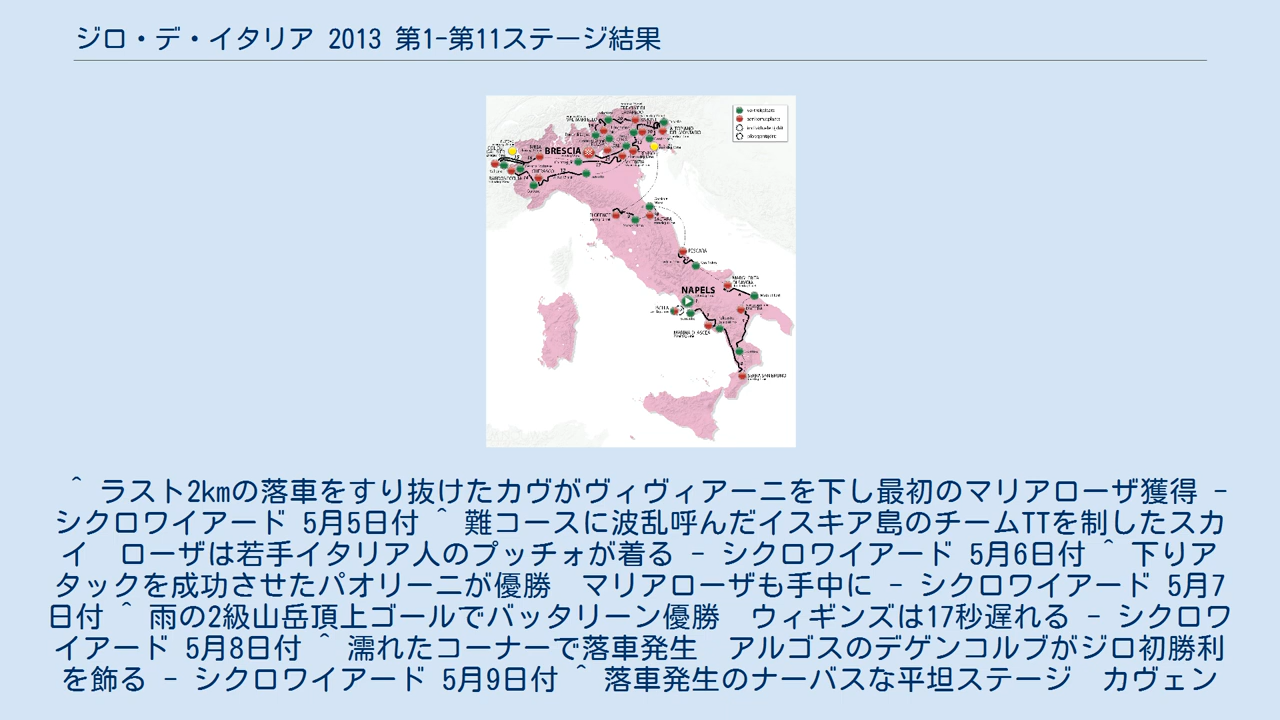 ジロ・デ・イタリア 2013 第1-第11ステージ結果
BRESCIA
FLORENCE
PESCARA
NAPELS
^ ラスト2kmの落車をすり抜けたカヴがヴィヴィアーニを下し最初のマリアローザ獲得 -
シクロワイアード 5月5日付 ^ 難コースに波乱呼んだイスキア島のチームTTを制したスカ
イ　ローザは若手イタリア人のプッチォが着る - シクロワイアード 5月6日付 ^ 下りア
タックを成功させたパオリーニが優勝　マリアローザも手中に - シクロワイアード 5月7
日付 ^ 雨の2級山岳頂上ゴールでバッタリーン優勝　ウィギンズは17秒遅れる - シクロワ
イアード 5月8日付 ^ 濡れたコーナーで落車発生　アルゴスのデゲンコルブがジロ初勝利
を飾る - シクロワイアード 5月9日付 ^ 落車発生のナーバスな平坦ステージ　カヴェン